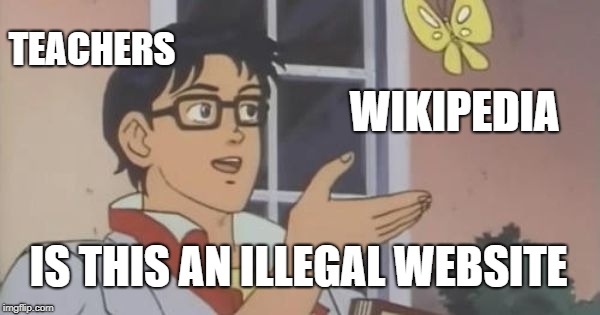 TEACHERS
WIKIPEDIA
IS THIS AN ILLEGAL WEBSITE
imgflip.com